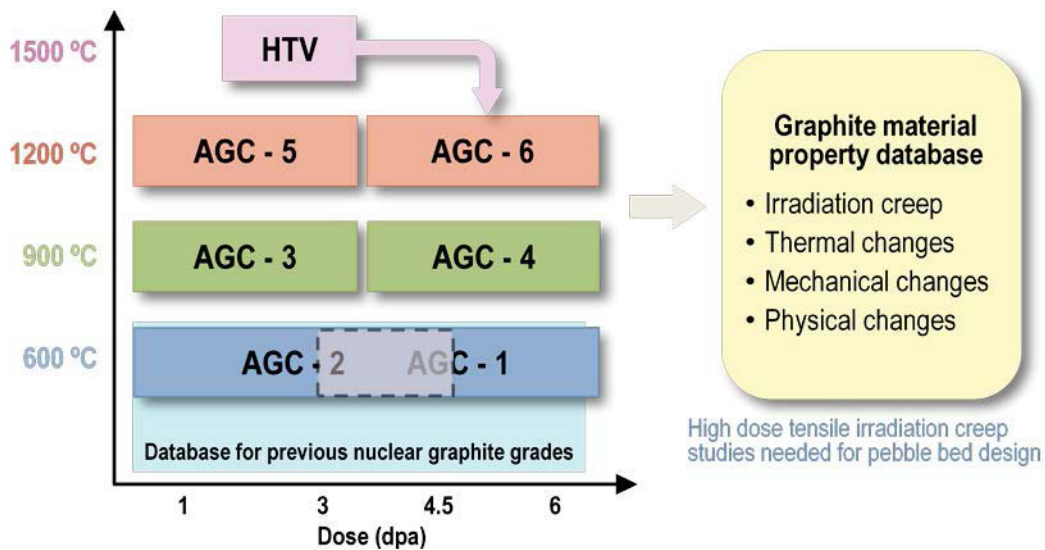 1500 ºC
HTV
1200 ºC
AGC - 5
AGC - 6
900 ºC
AGC - 3
AGC - 4
600 ºC
AGC - 2
AGC - 1
Database for previous nuclear graphite grades
1
3
4.5
6
Dose (dpa)
Graphite material
property database
• Irradiation creep
• Thermal changes
• Mechanical changes
• Physical changes
High dose tensile irradiation creep
studies needed for pebble bed design